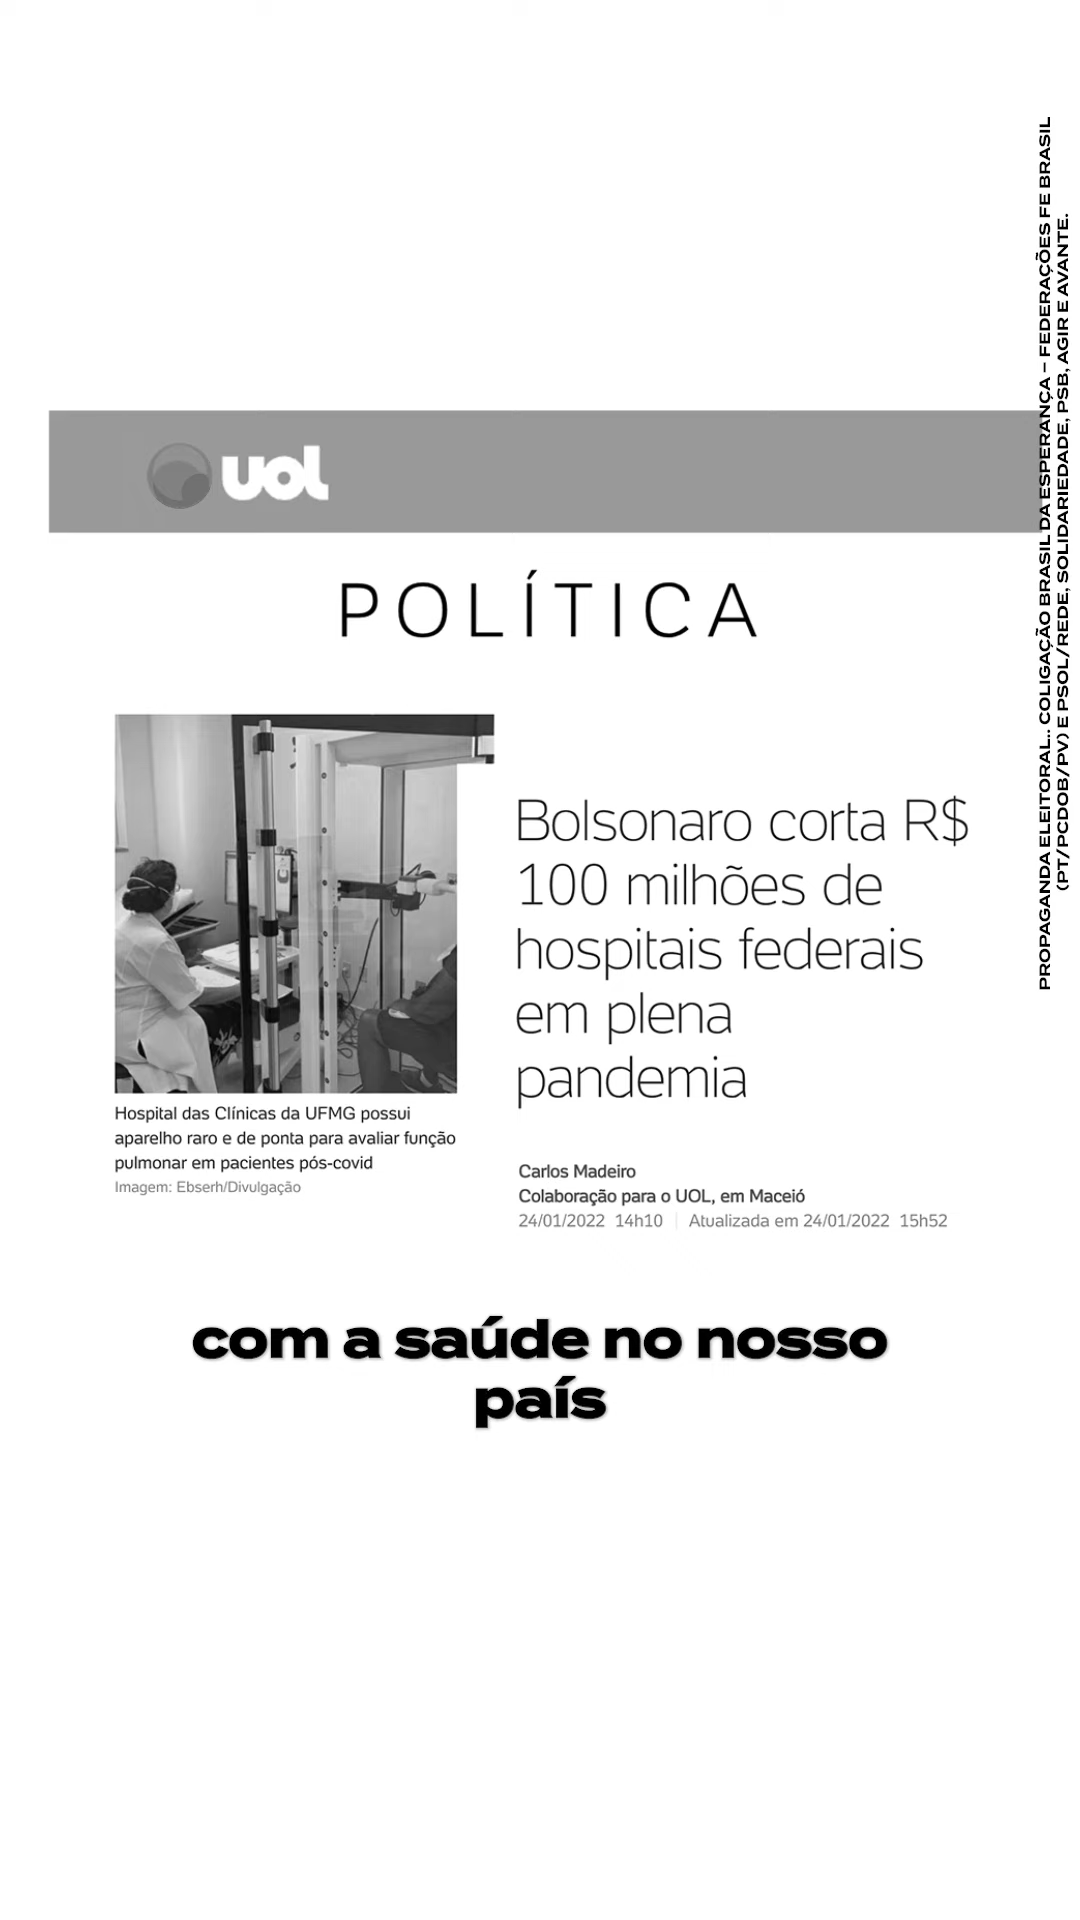 uol
POLÍTICA
Bolsonaro corta R$
100 milhões de
hospitais federais
em plena
pandemia
Hospital das Clínicas da UFMG possui
aparelho raro e de ponta para avaliar função
pulmonar em pacientes pós-covid
Imagem: Ebserh/Divulgação
Carlos Madeiro
Colaboração para o UOL, em Maceió
24/01/2022 14h10 | Atualizada em 24/01/2022 15h52
com a saúde no nosso
país
PROPAGANDA ELEITORAL.. COLIGAÇÃO BRASIL DA ESPERANÇA – FEDERAÇÕES FE BRASIL
(PT/PCDOB/PV) E PSOL/REDE, SOLIDARIEDADE, PSB, AGIR E AVANTE.